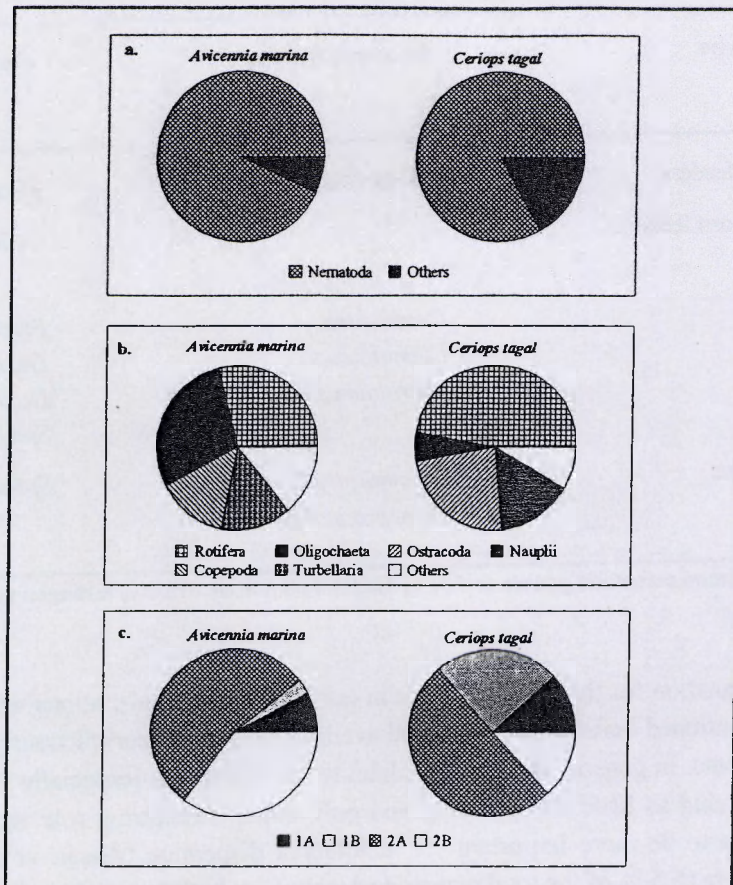 a.
Avicennia marina Ceriops tagal
Nematoda Others
b.
Avicennia marina Ceriops tagal
Rotifera Oligochaeta Ostracoda Nauplii
Copepoda Turbellaria Others
c.
Avicennia marina Ceriops tagal
1A 1B 2A 2B